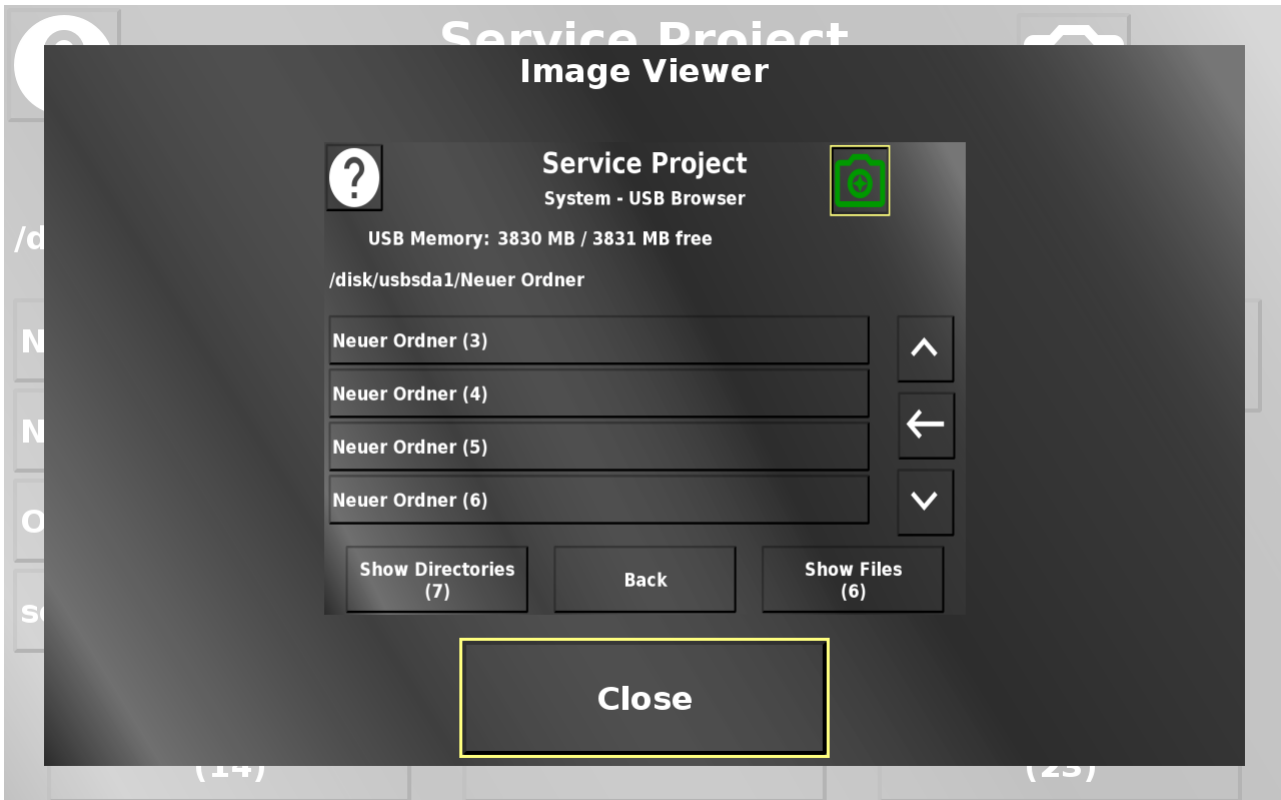 Service Project
Image Viewer
?
Service Project
System - USB Browser
USB Memory: 3830 MB / 3831 MB free
/disk/usbsda1/Neuer Ordner
Neuer Ordner (3)
Neuer Ordner (4)
Neuer Ordner (5)
Neuer Ordner (6)
Show Directories
(7)
Back
Show Files
(6)
Close
(14)
(23)